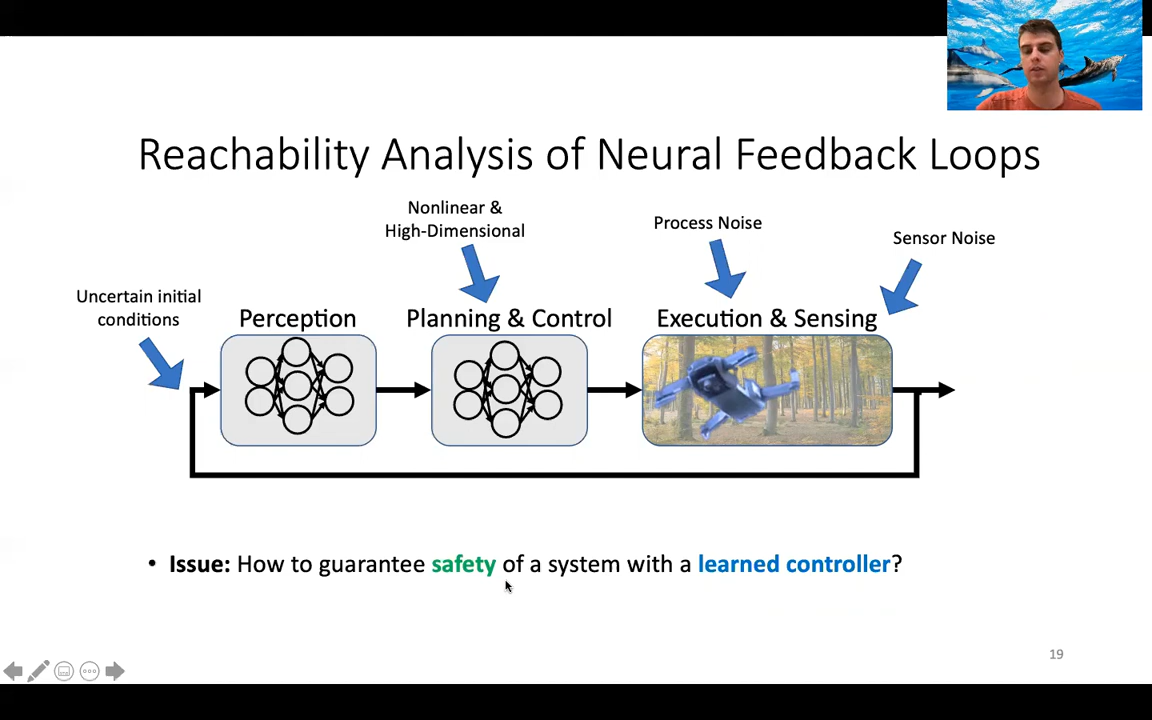 Reachability Analysis of Neural Feedback Loops
Nonlinear &
High-Dimensional
Process Noise
Sensor Noise
Uncertain initial
conditions
Perception
Planning & Control
Execution & Sensing
• Issue: How to guarantee safety of a system with a learned controller?
19